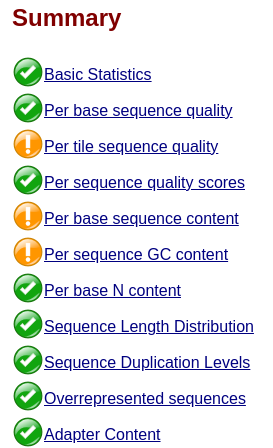 Summary
Basic Statistics
Per base sequence quality
Per tile sequence quality
Per sequence quality scores
Per base sequence content
Per sequence GC content
Per base N content
Sequence Length Distribution
Sequence Duplication Levels
Overrepresented sequences
Adapter Content